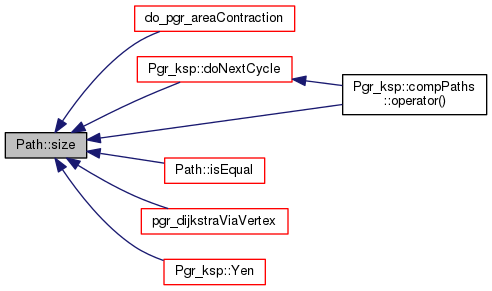 do_pgr_areaContraction
Pgr_ksp::doNextCycle
Pgr_ksp::compPaths
::operator()
Path::size
Path::isEqual
pgr_dijkstraViaVertex
Pgr_ksp::Yen